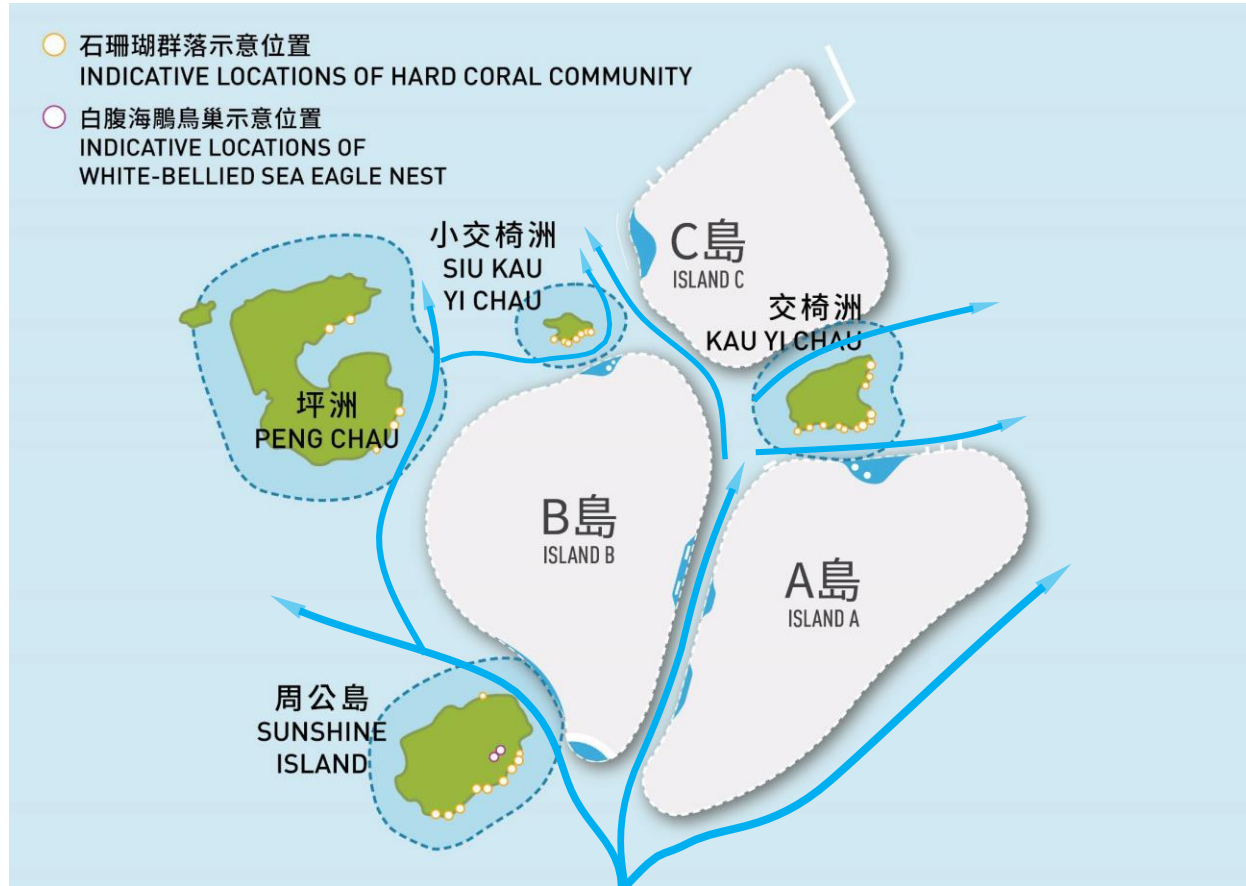 石珊瑚群落示意位置
INDICATIVE LOCATIONS OF HARD CORAL COMMUNITY
白腹海鵰鳥巢示意位置
INDICATIVE LOCATIONS OF
WHITE-BELLIED SEA EAGLE NEST
小交椅洲
SIU KAU
YI CHAU
C島
ISLAND C
交椅洲
KAU YI CHAU
坪洲
PENG CHAU
B島
ISLAND B
A島
ISLAND A
周公島
SUNSHINE
ISLAND